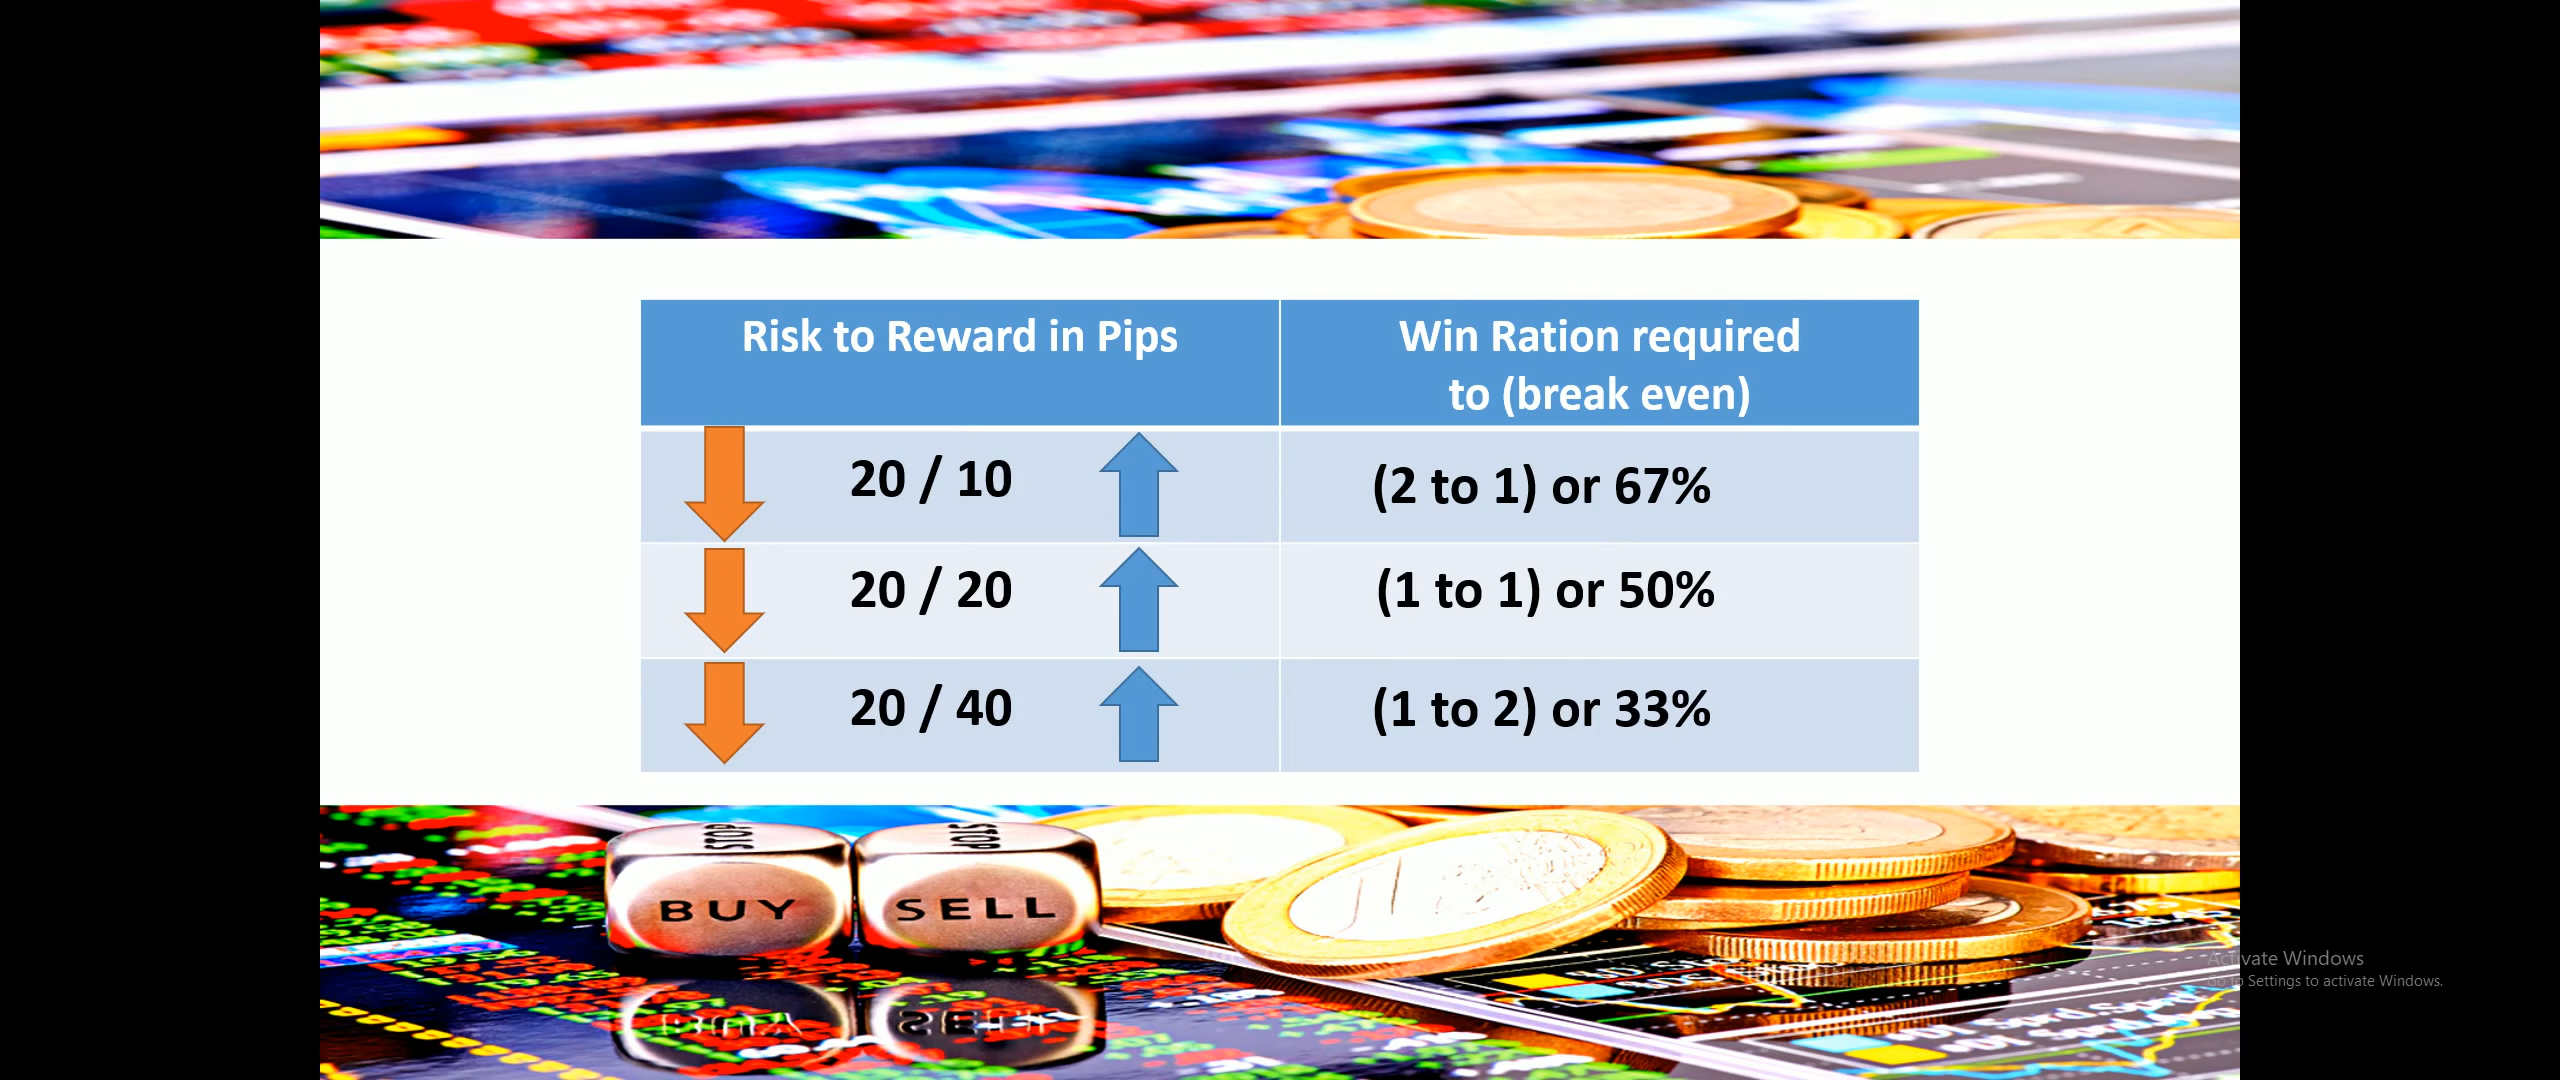 Risk to Reward in Pips
Win Ration required
to (break even)
20 / 10
(2 to 1) or 67%
20 / 20
(1 to 1) or 50%
20 / 40
(1 to 2) or 33%
STOP
BUY
SELL
Activate Windows
Go to Settings to activate Windows.